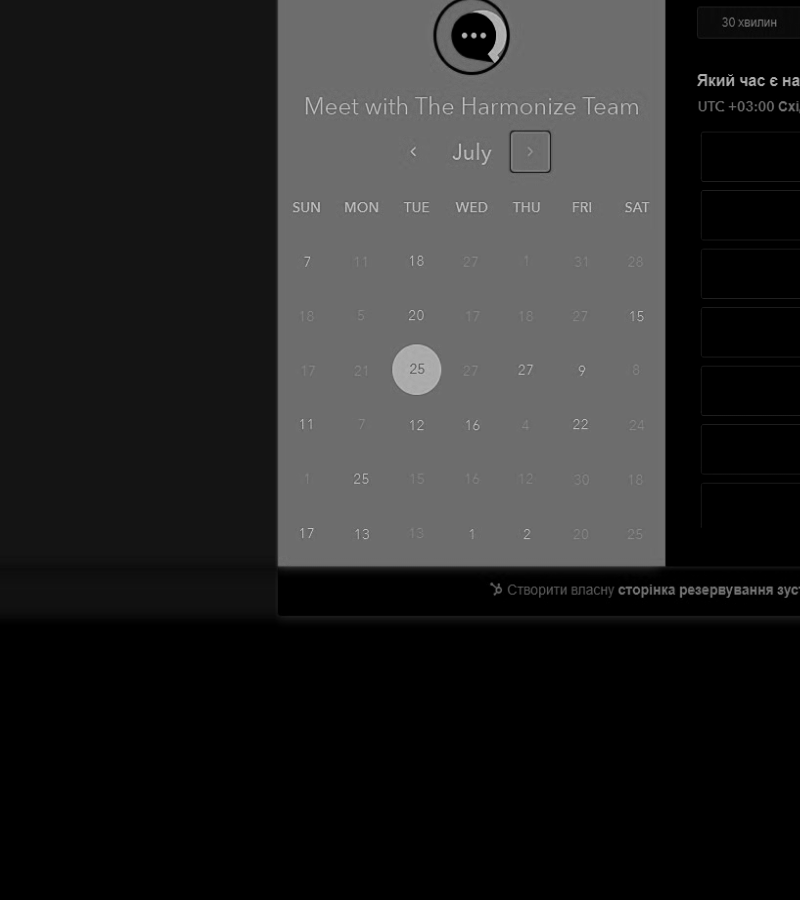 30 хвилин
Який час є на
UTC +03:00 Схі
Meet with The Harmonize Team
July
SUN MON TUE WED THU FRI SAT
7 11 18 27 1 31 28
18 5 20 17 18 27 15
17 21 25 27 27 9 8
11 7 12 16 4 22 24
1 25 15 16 12 30 18
17 13 13 1 2 20 25
Створити власну сторінка резервування зуст